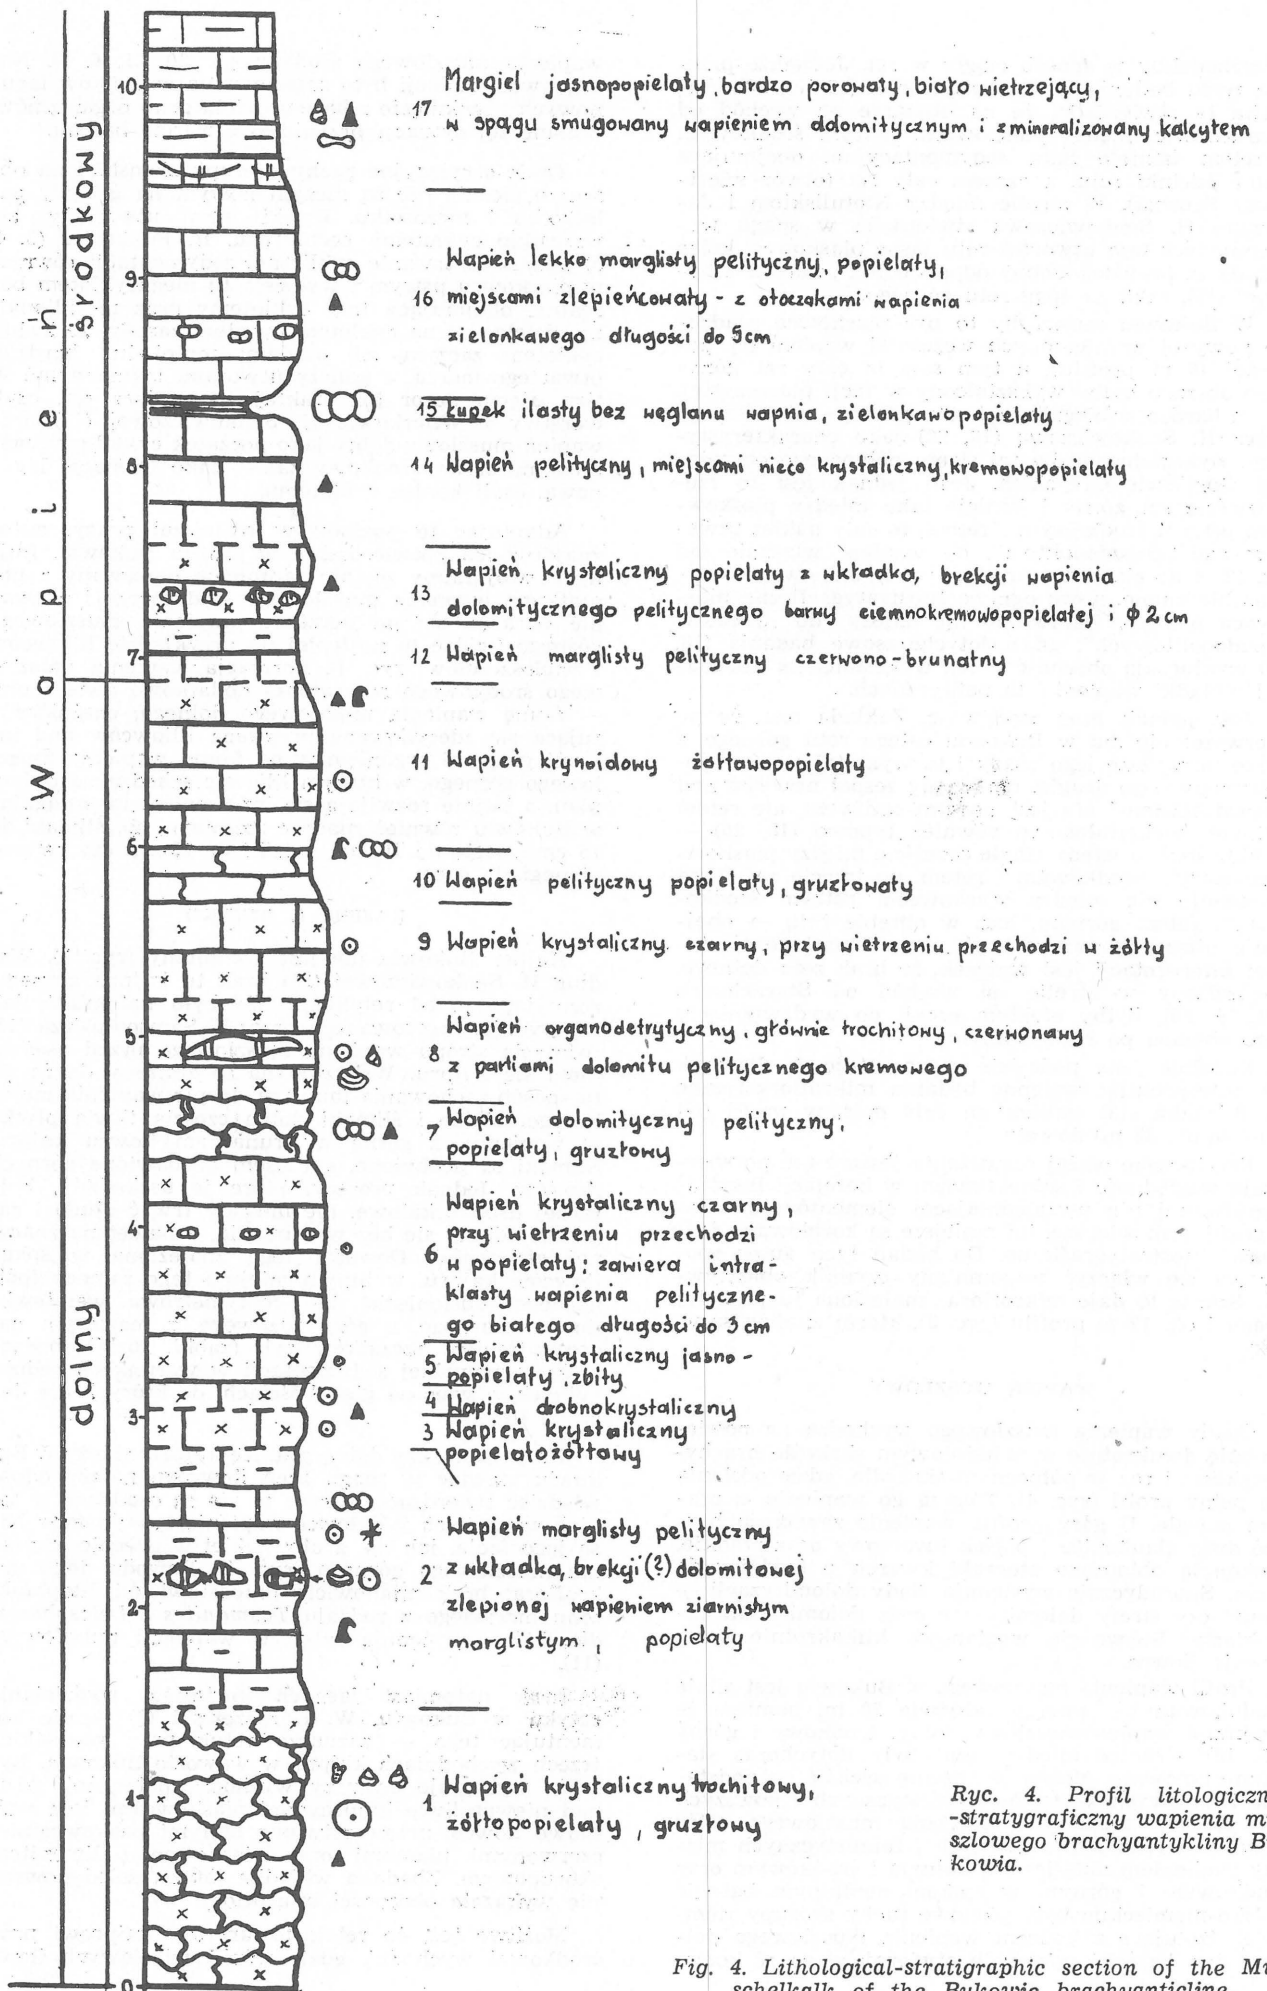 Wapień
środkowy
dolny
10
9
8
7
6
5
4
3
2
1
0
17 Margiel jasnopopielaty, bardzo porowaty, biało wietrzejący,
w spągu smugowany wapieniem ddomitycznym i zmineralizowany kalcytem
Wapień lekko marglisty pelityczny, popielaty,
16 miejscami zlepieńcowaty - z otoczakami wapienia
zielonkawego długości do 5cm
15 Łupek ilasty bez węglanu wapnia, zielonkawopopielaty
14 Wapień pelityczny, miejscami nieco krystaliczny, kremowopopielaty
13 Wapień krystaliczny popielaty z wkładką brekcji wapienia
dolomitycznego pelitycznego barwy ciemnokremowopopielatej i ϕ 2 cm
12 Wapień marglisty pelityczny czerwono-brunatny
11 Wapień krynoidowy żółtawopopielaty
10 Wapień pelityczny popielaty, gruzłowaty
9 Wapień krystaliczny czarny, przy wietrzeniu przechodzi w żółty
8 Wapień organodetrytyczny, głównie trochitowy, czerwonawy
z partiami dolomitu pelitycznego kremowego
7 Wapień dolomityczny pelityczny,
popielaty, gruzłowy
Wapień krystaliczny czarny,
przy wietrzeniu przechodzi
6 w popielaty; zawiera intra-
klasty wapienia pelityczne-
go białego długości do 3 cm
5 Wapień krystaliczny jasno-
popielaty, zbity
4 Wapień drobnokrystaliczny
3 Wapień krystaliczny
popielatożółtawy
Wapień marglisty pelityczny
2 z wkładką brekcji (?) dolomitowej
zlepionej wapieniem ziarnistym
marglistym, popielaty
1 Wapień krystaliczny trochitowy,
żółtopopielaty, gruzłowy
Ryc. 4. Profil litologiczn
-stratygraficzny wapienia mu
szlowego brachyantykliny B
kowia.
Fig. 4. Lithological-stratigraphic section of the Mu
schelkalk of the Bukowie brachyanticline